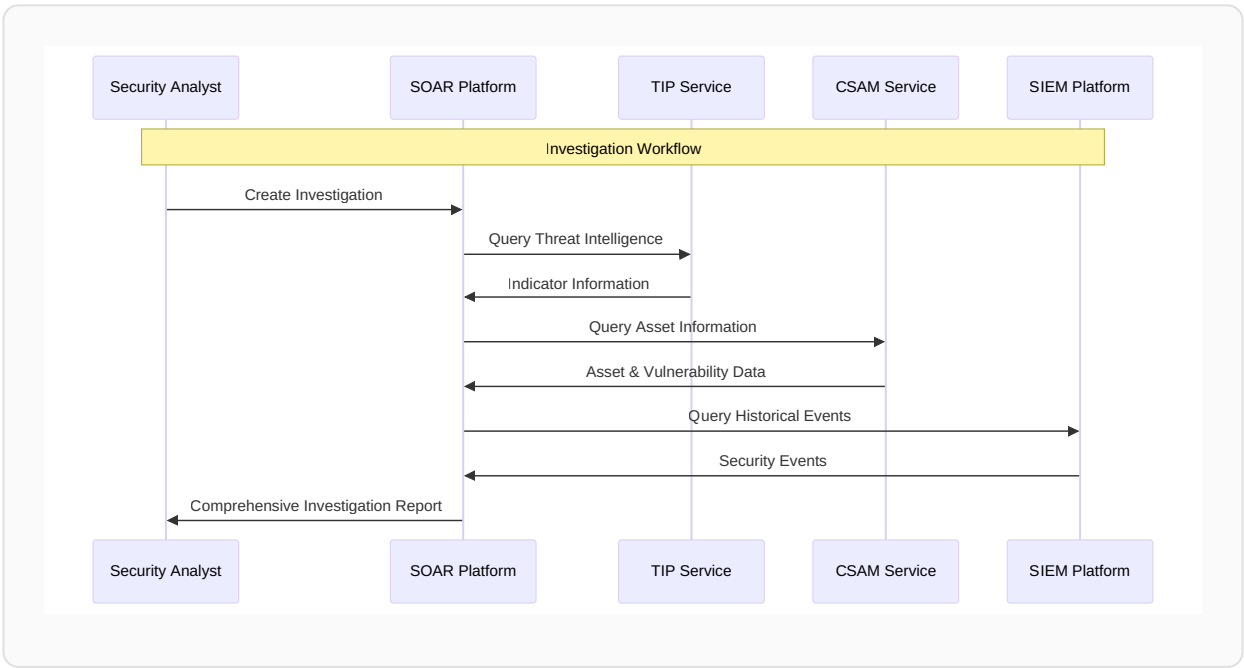 Security Analyst
SOAR Platform
TIP Service
CSAM Service
SIEM Platform
Investigation Workflow
Create Investigation
Query Threat Intelligence
Indicator Information
Query Asset Information
Asset & Vulnerability Data
Query Historical Events
Security Events
Comprehensive Investigation Report
Security Analyst
SOAR Platform
TIP Service
CSAM Service
SIEM Platform